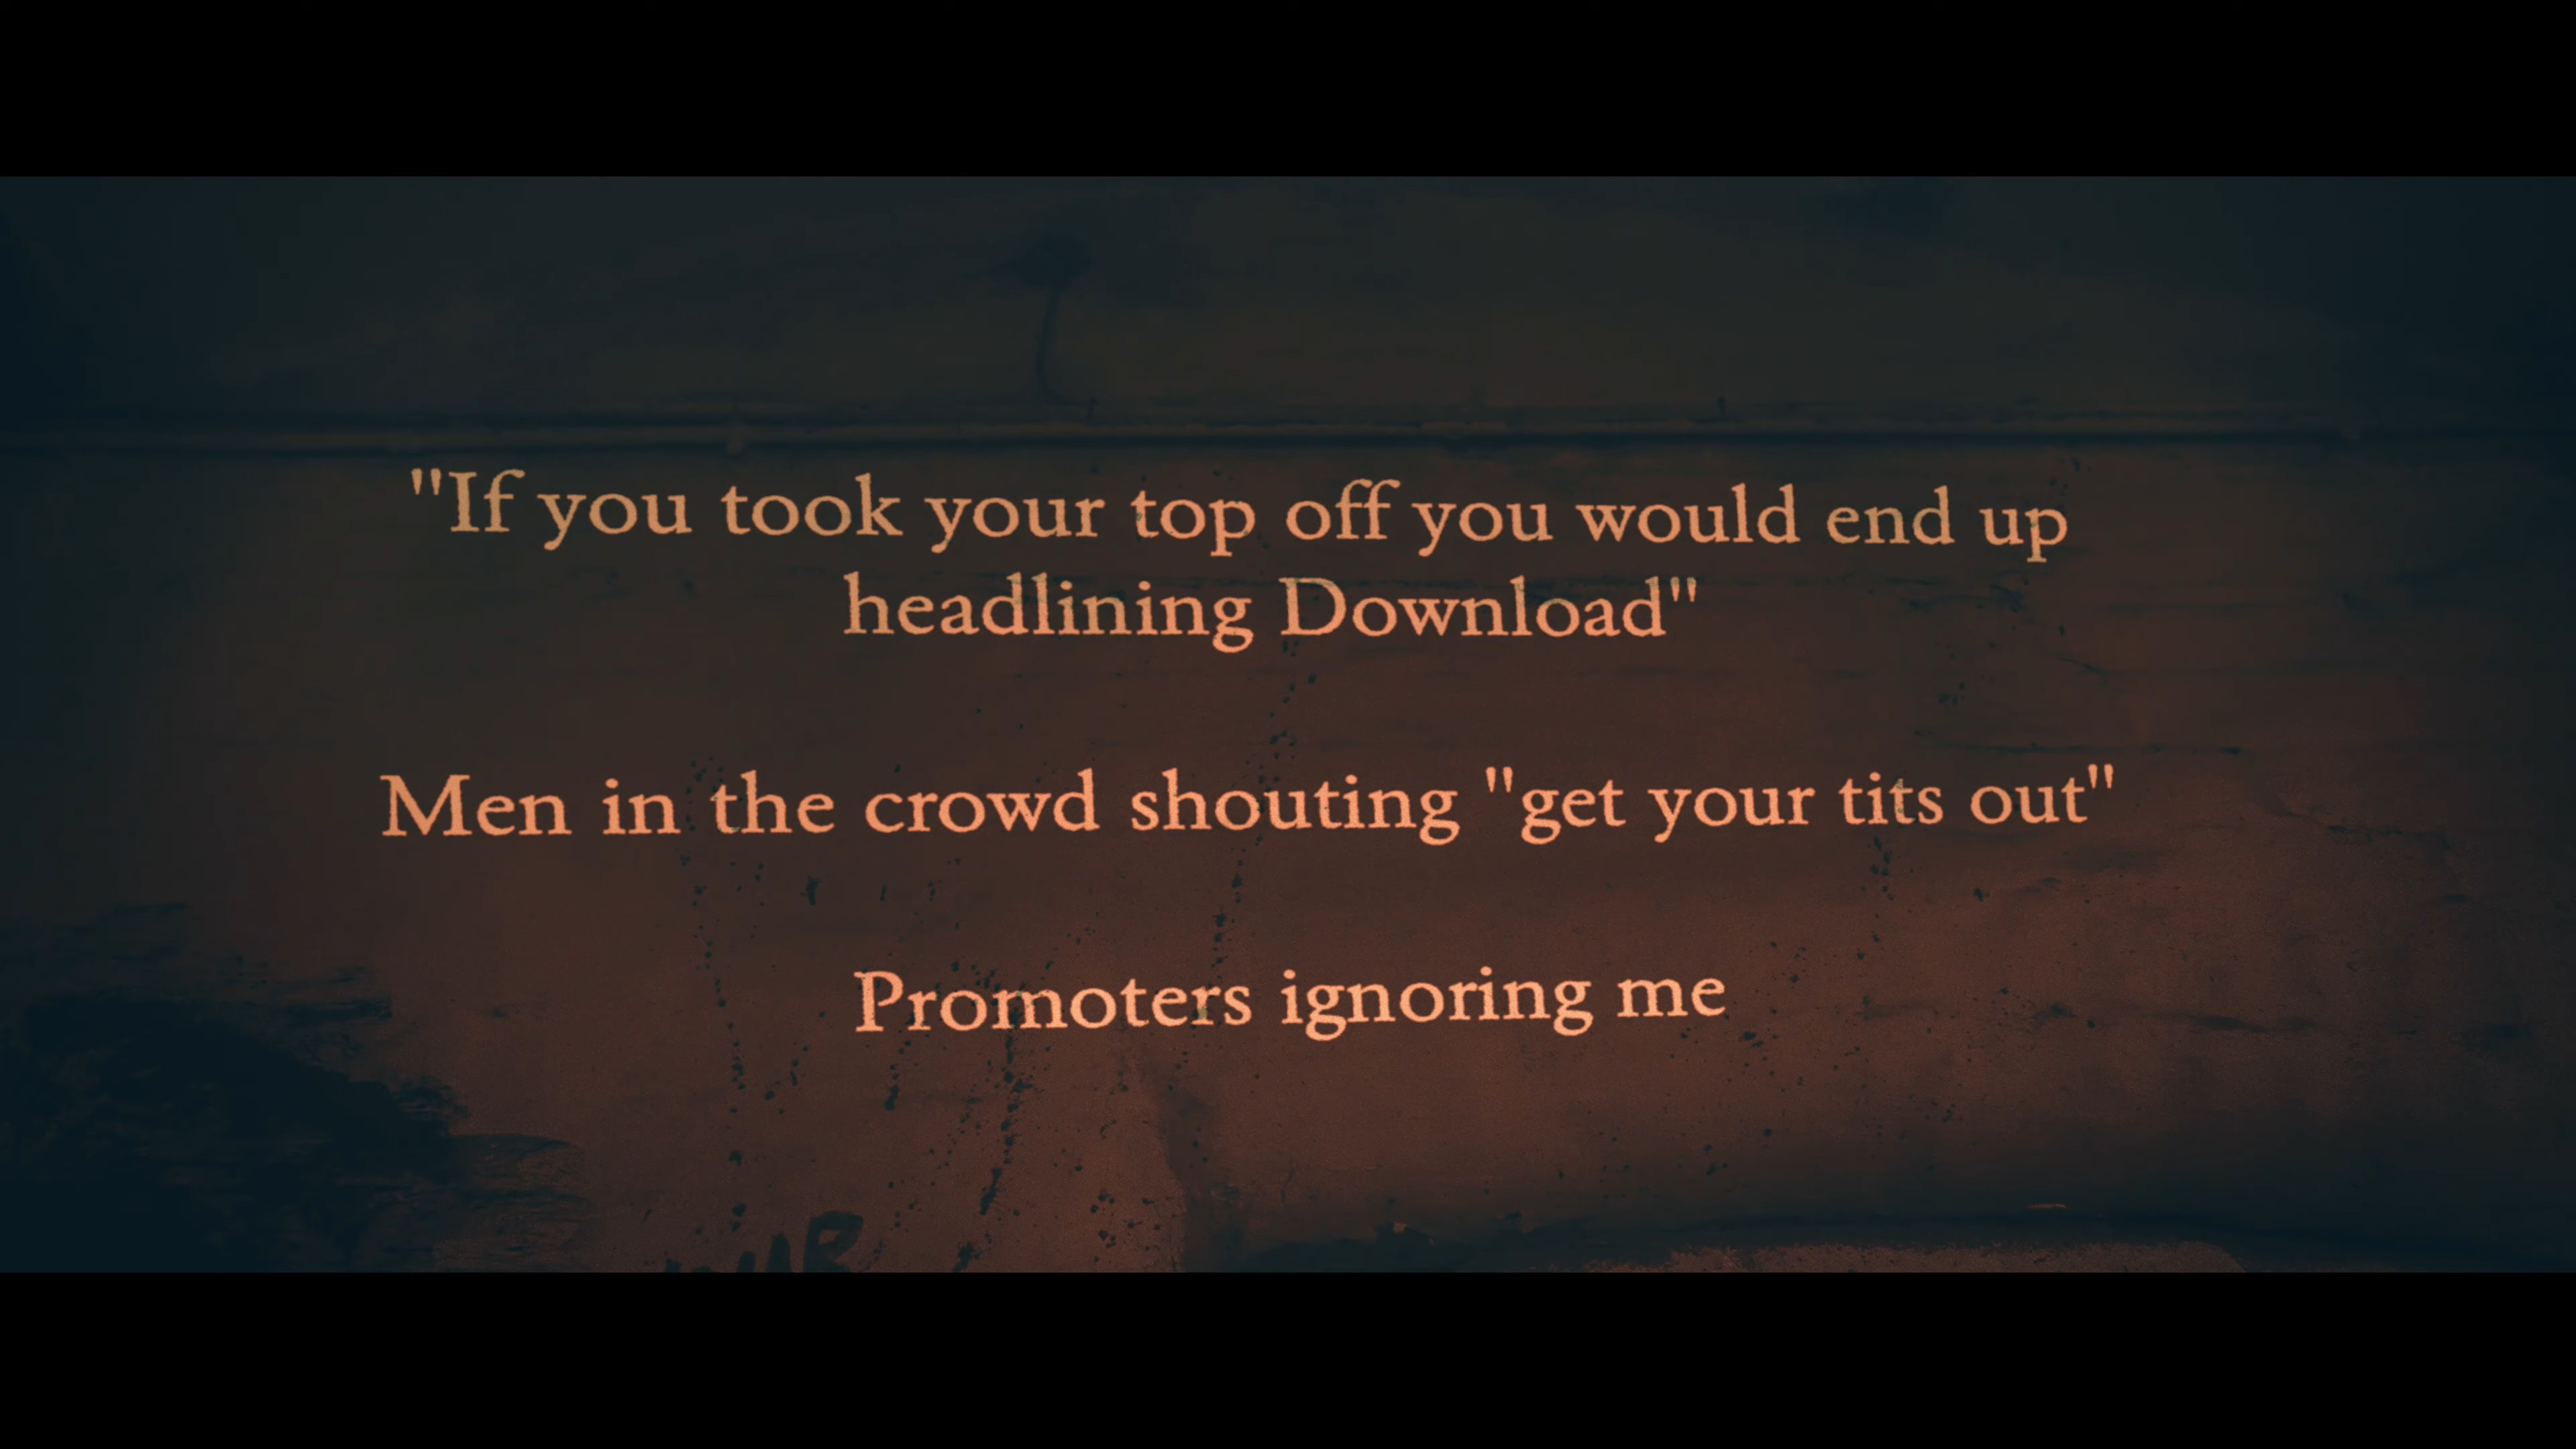 "If you took your top off you would end up
headlining Download"
Men in the crowd shouting "get your tits out"
Promoters ignoring me